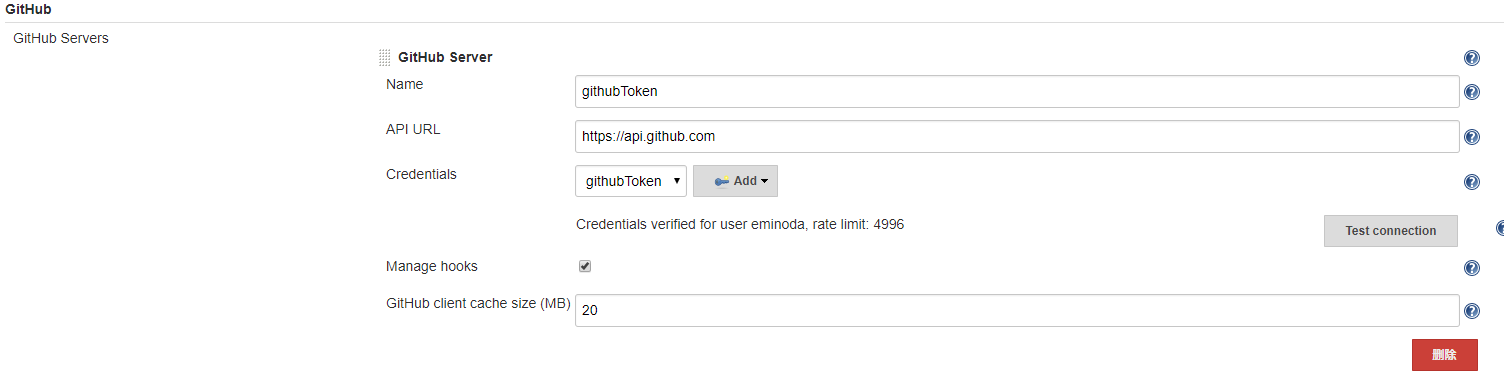 GitHub
GitHub Servers
GitHub Server
Name
githubToken
API URL
https://api.github.com
Credentials
githubToken
Add
Credentials verified for user eminoda, rate limit: 4996
Test connection
Manage hooks
GitHub client cache size (MB)
20
删除